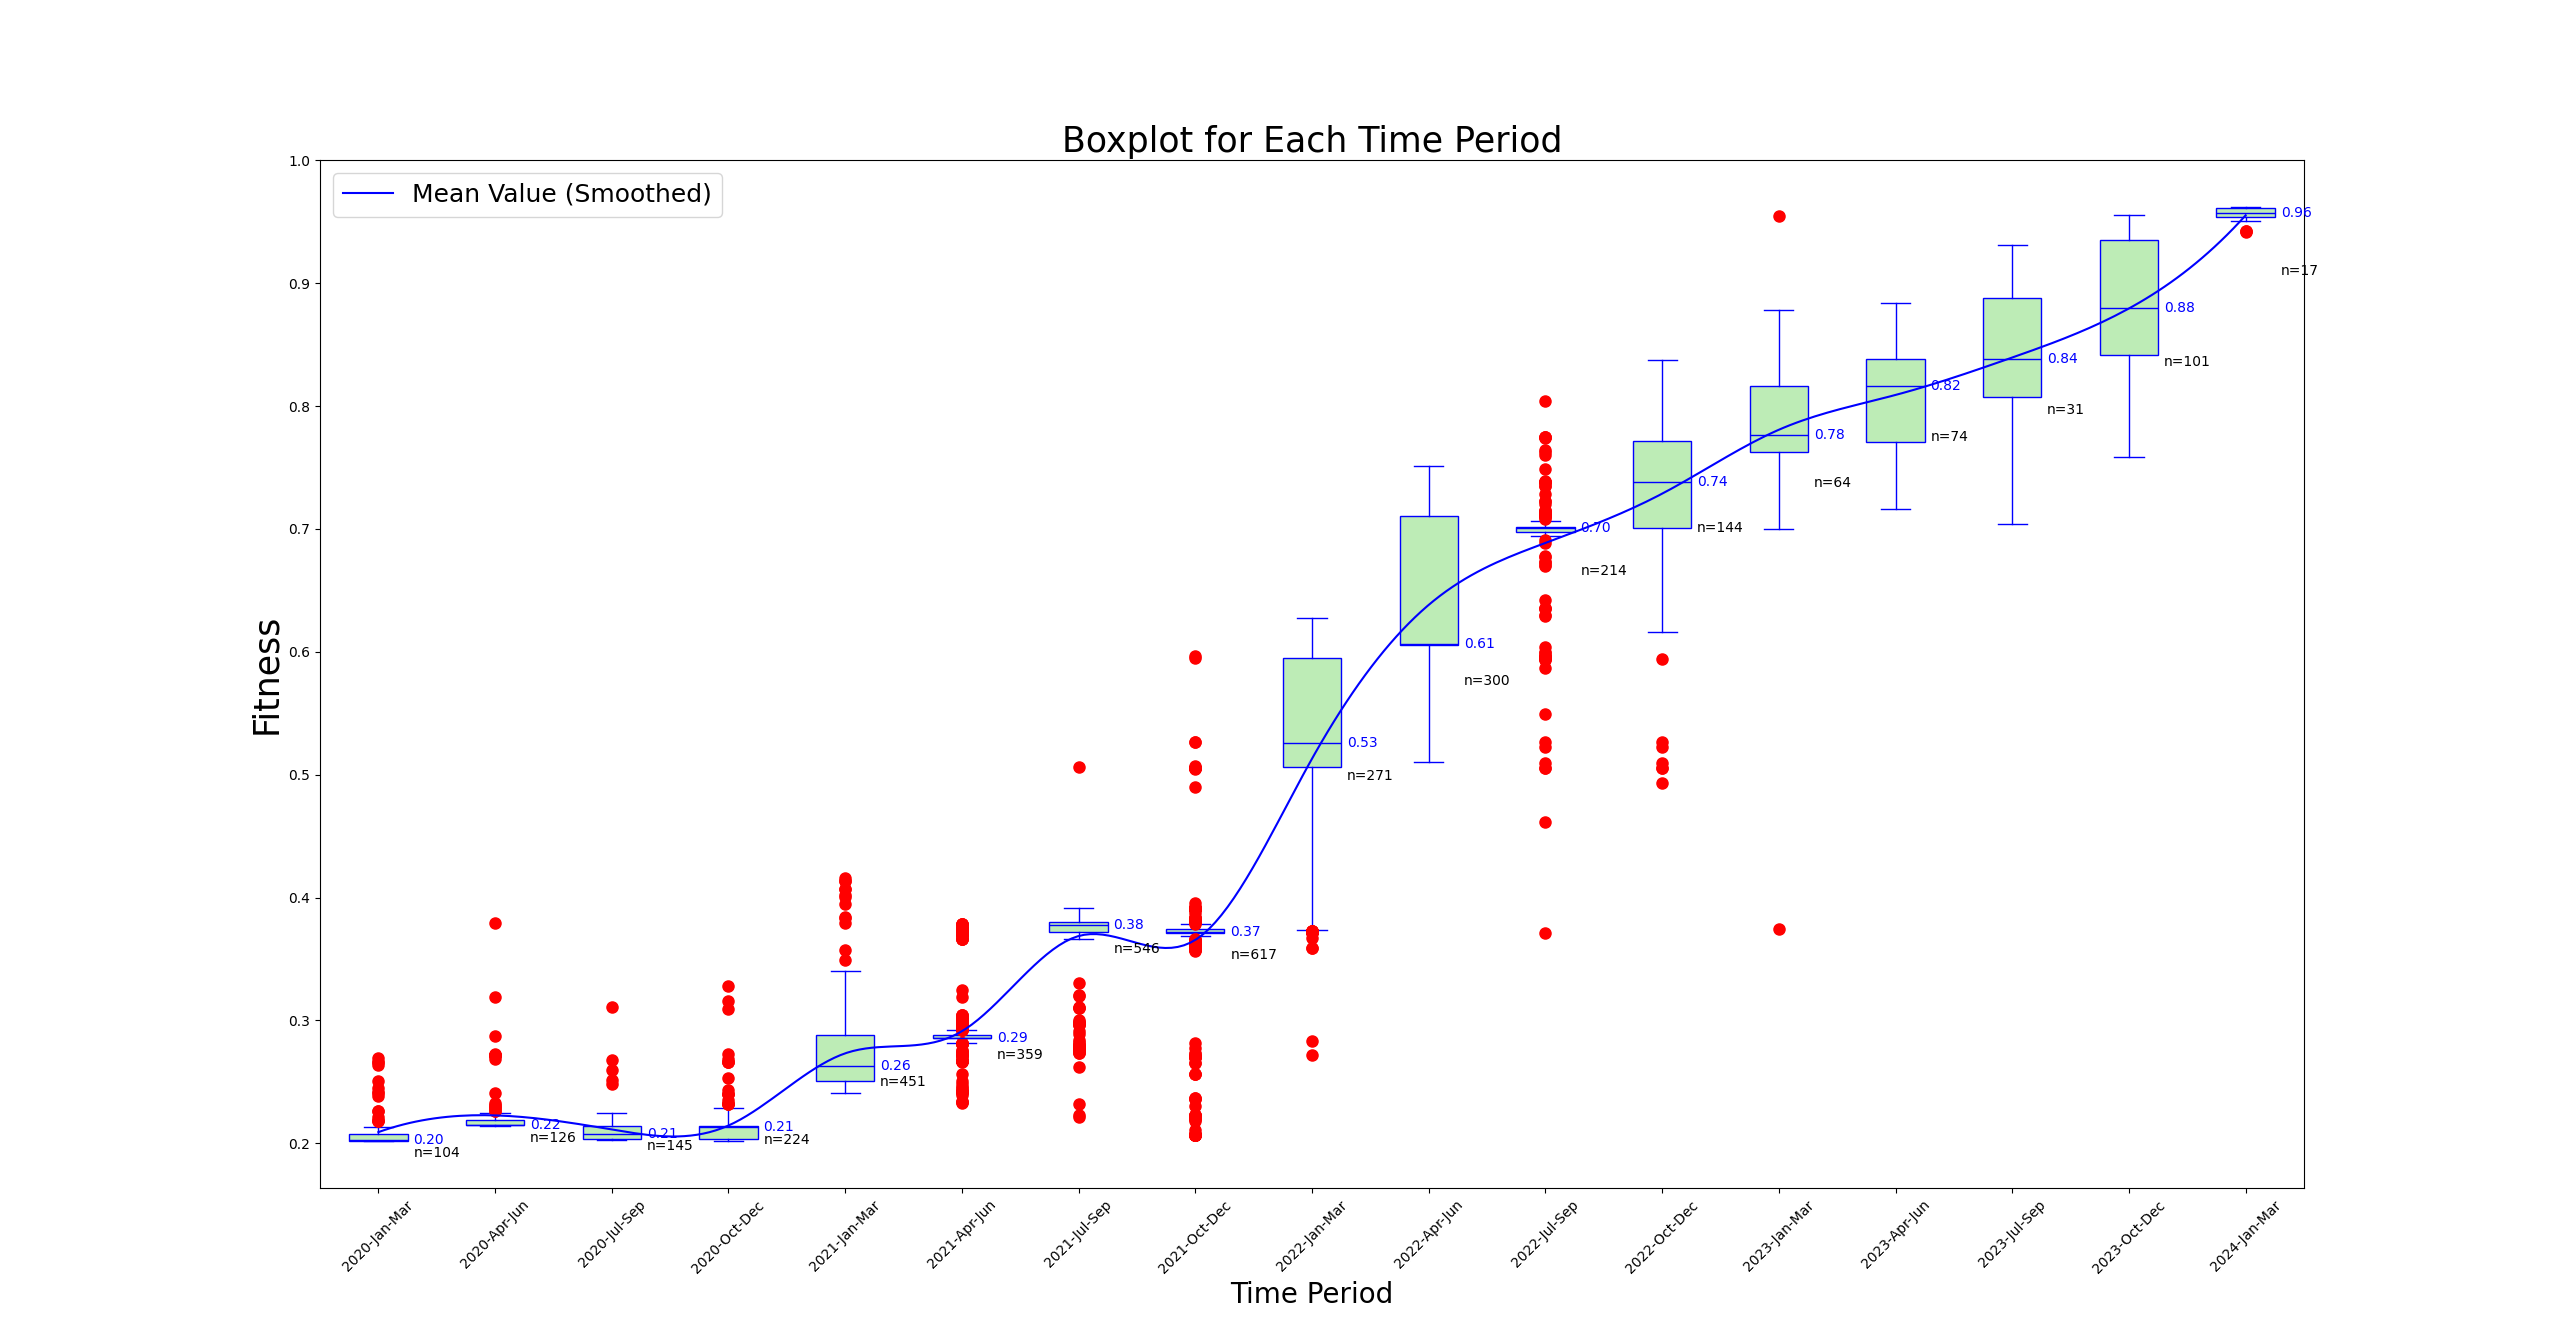 Boxplot for Each Time Period
Mean Value (Smoothed)
Fitness
1.0
0.9
0.8
0.7
0.6
0.5
0.4
0.3
0.2
0.20
n=104
0.22
n=126
0.21
n=145
0.21
n=224
0.26
n=451
0.29
n=359
0.38
n=546
0.37
n=617
0.53
n=271
0.61
n=300
0.70
n=214
0.74
n=144
0.78
n=64
0.82
n=74
0.84
n=31
0.88
n=101
0.96
n=17
2020-Jan-Mar
2020-Apr-Jun
2020-Jul-Sep
2020-Oct-Dec
2021-Jan-Mar
2021-Apr-Jun
2021-Jul-Sep
2021-Oct-Dec
2022-Jan-Mar
2022-Apr-Jun
2022-Jul-Sep
2022-Oct-Dec
2023-Jan-Mar
2023-Apr-Jun
2023-Jul-Sep
2023-Oct-Dec
2024-Jan-Mar
Time Period